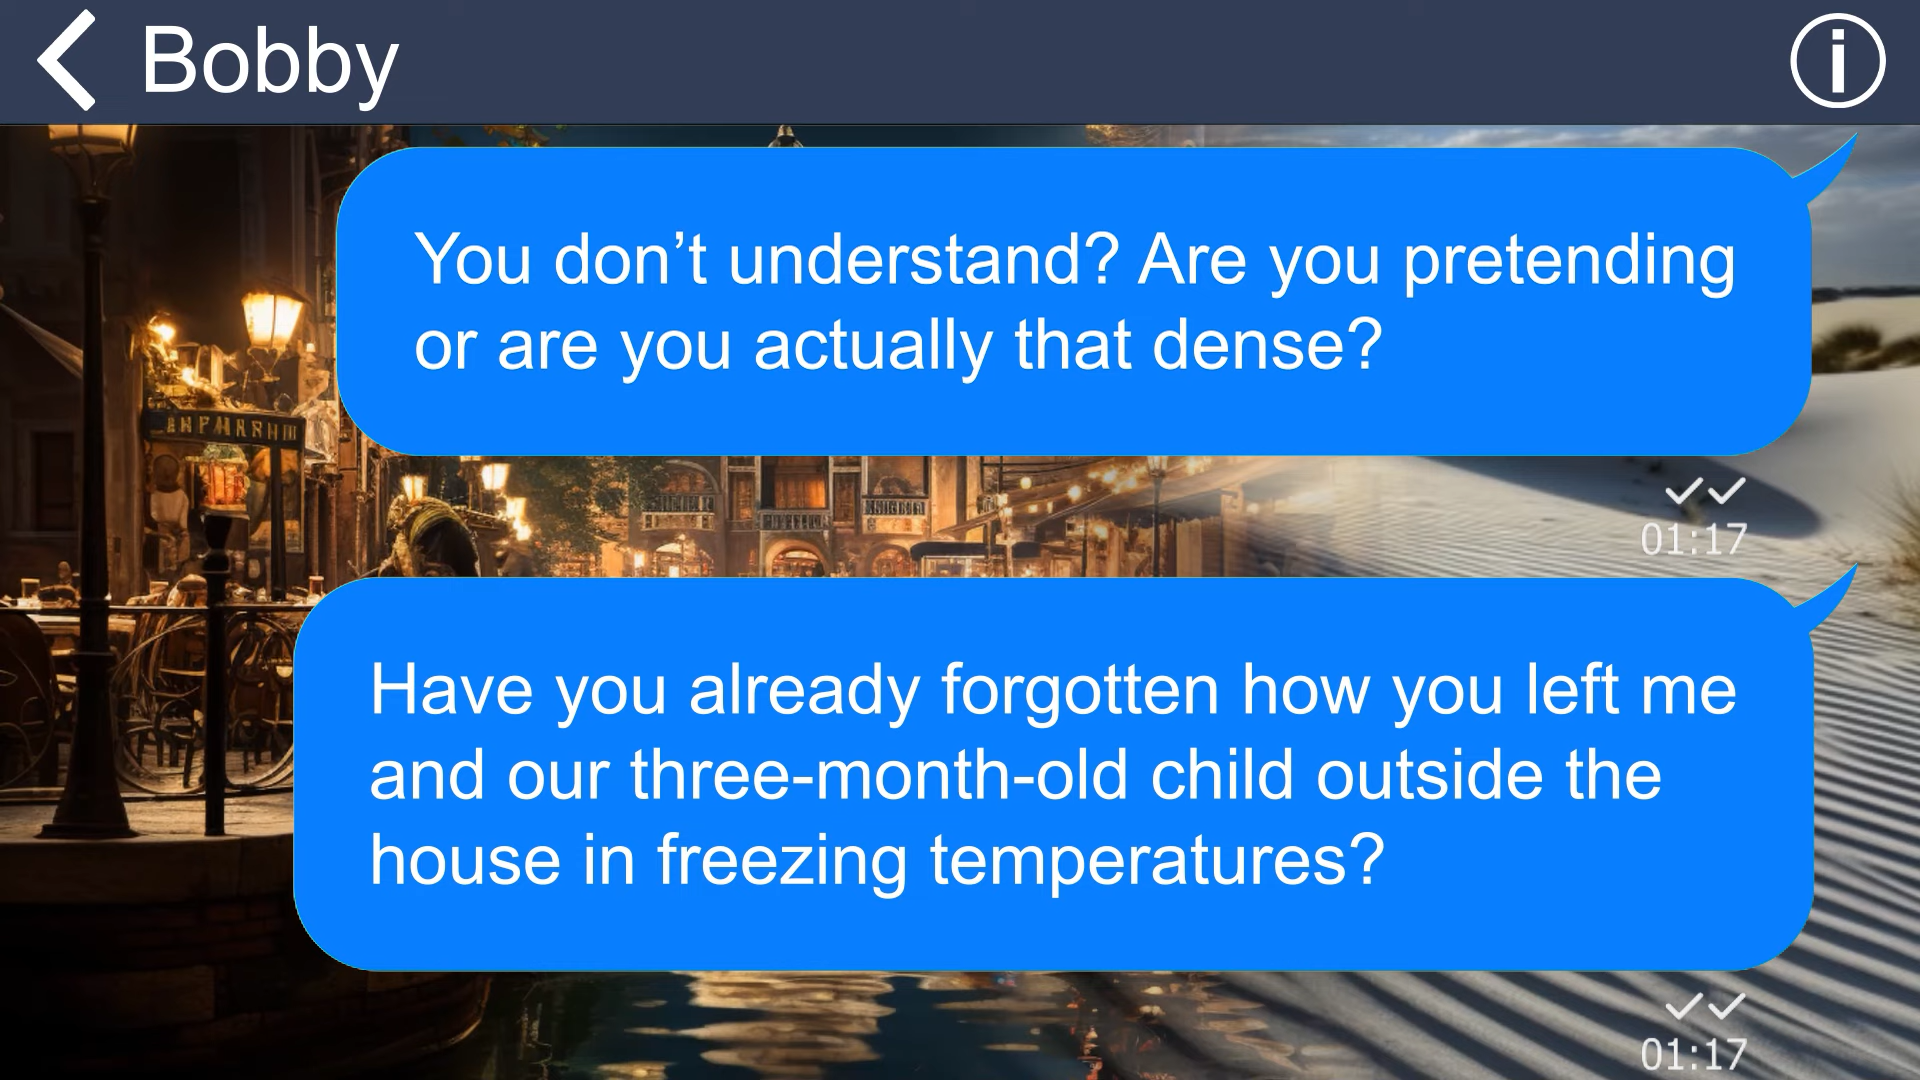 Bobby
You don’t understand? Are you pretending
or are you actually that dense?
01:17
Have you already forgotten how you left me
and our three-month-old child outside the
house in freezing temperatures?
01:17